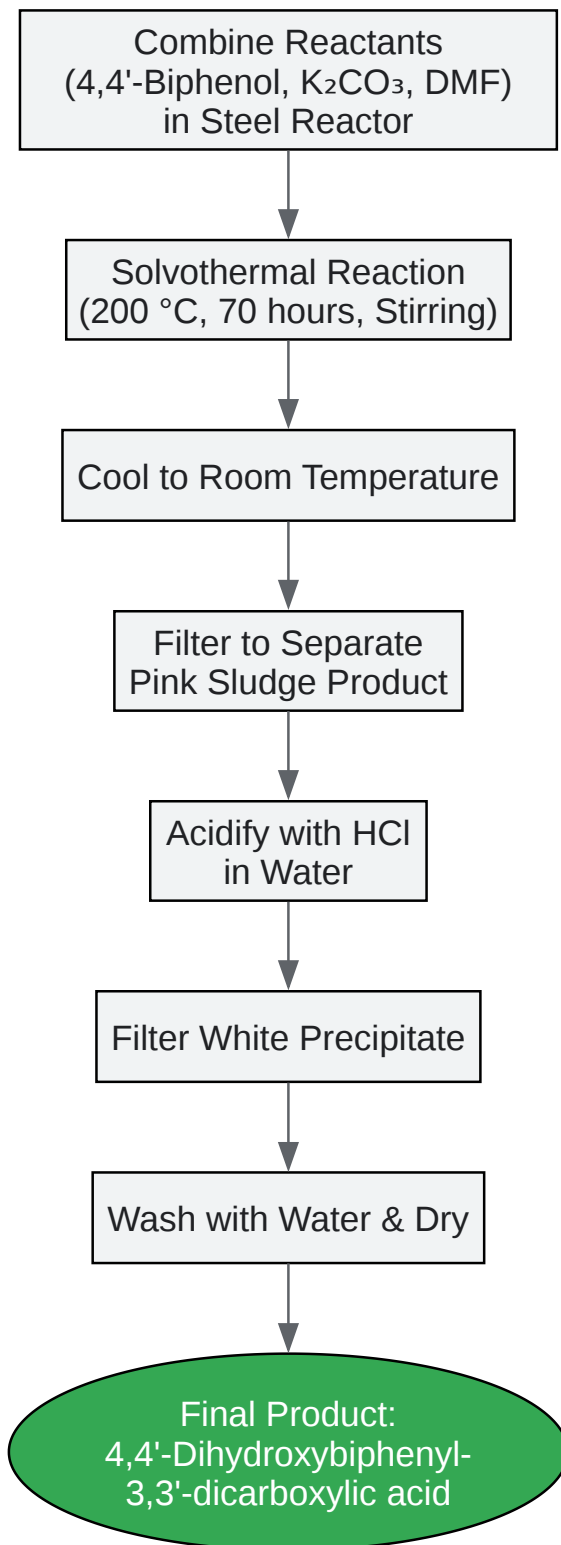 Combine Reactants
(4,4'-Biphenol, K₂CO₃, DMF)
in Steel Reactor
Solvothermal Reaction
(200 °C, 70 hours, Stirring)
Cool to Room Temperature
Filter to Separate
Pink Sludge Product
Acidify with HCl
in Water
Filter White Precipitate
Wash with Water & Dry
Final Product:
4,4'-Dihydroxybiphenyl-
3,3'-dicarboxylic acid